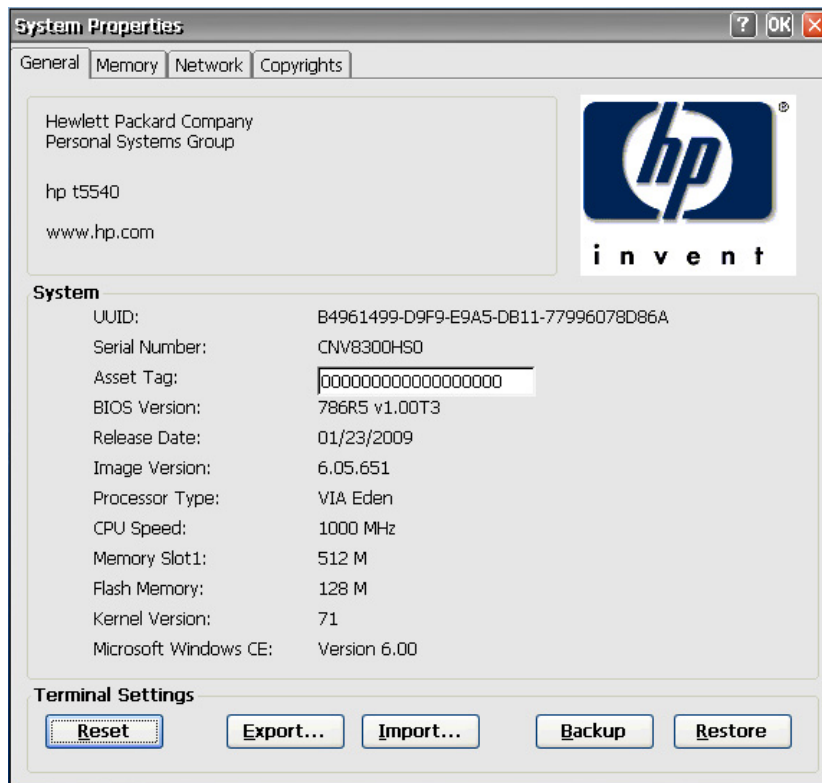 System Properties
? OK X
General Memory Network Copyrights
Hewlett Packard Company
Personal Systems Group
hp t5540
www.hp.com
hp ®
invent
System
UUID: B4961499-D9F9-E9A5-DB11-77996078D86A
Serial Number: CNV8300HS0
Asset Tag: 000000000000000000
BIOS Version: 786R5 v1.00T3
Release Date: 01/23/2009
Image Version: 6.05.651
Processor Type: VIA Eden
CPU Speed: 1000 MHz
Memory Slot1: 512 M
Flash Memory: 128 M
Kernel Version: 71
Microsoft Windows CE: Version 6.00
Terminal Settings
Reset Export... Import... Backup Restore